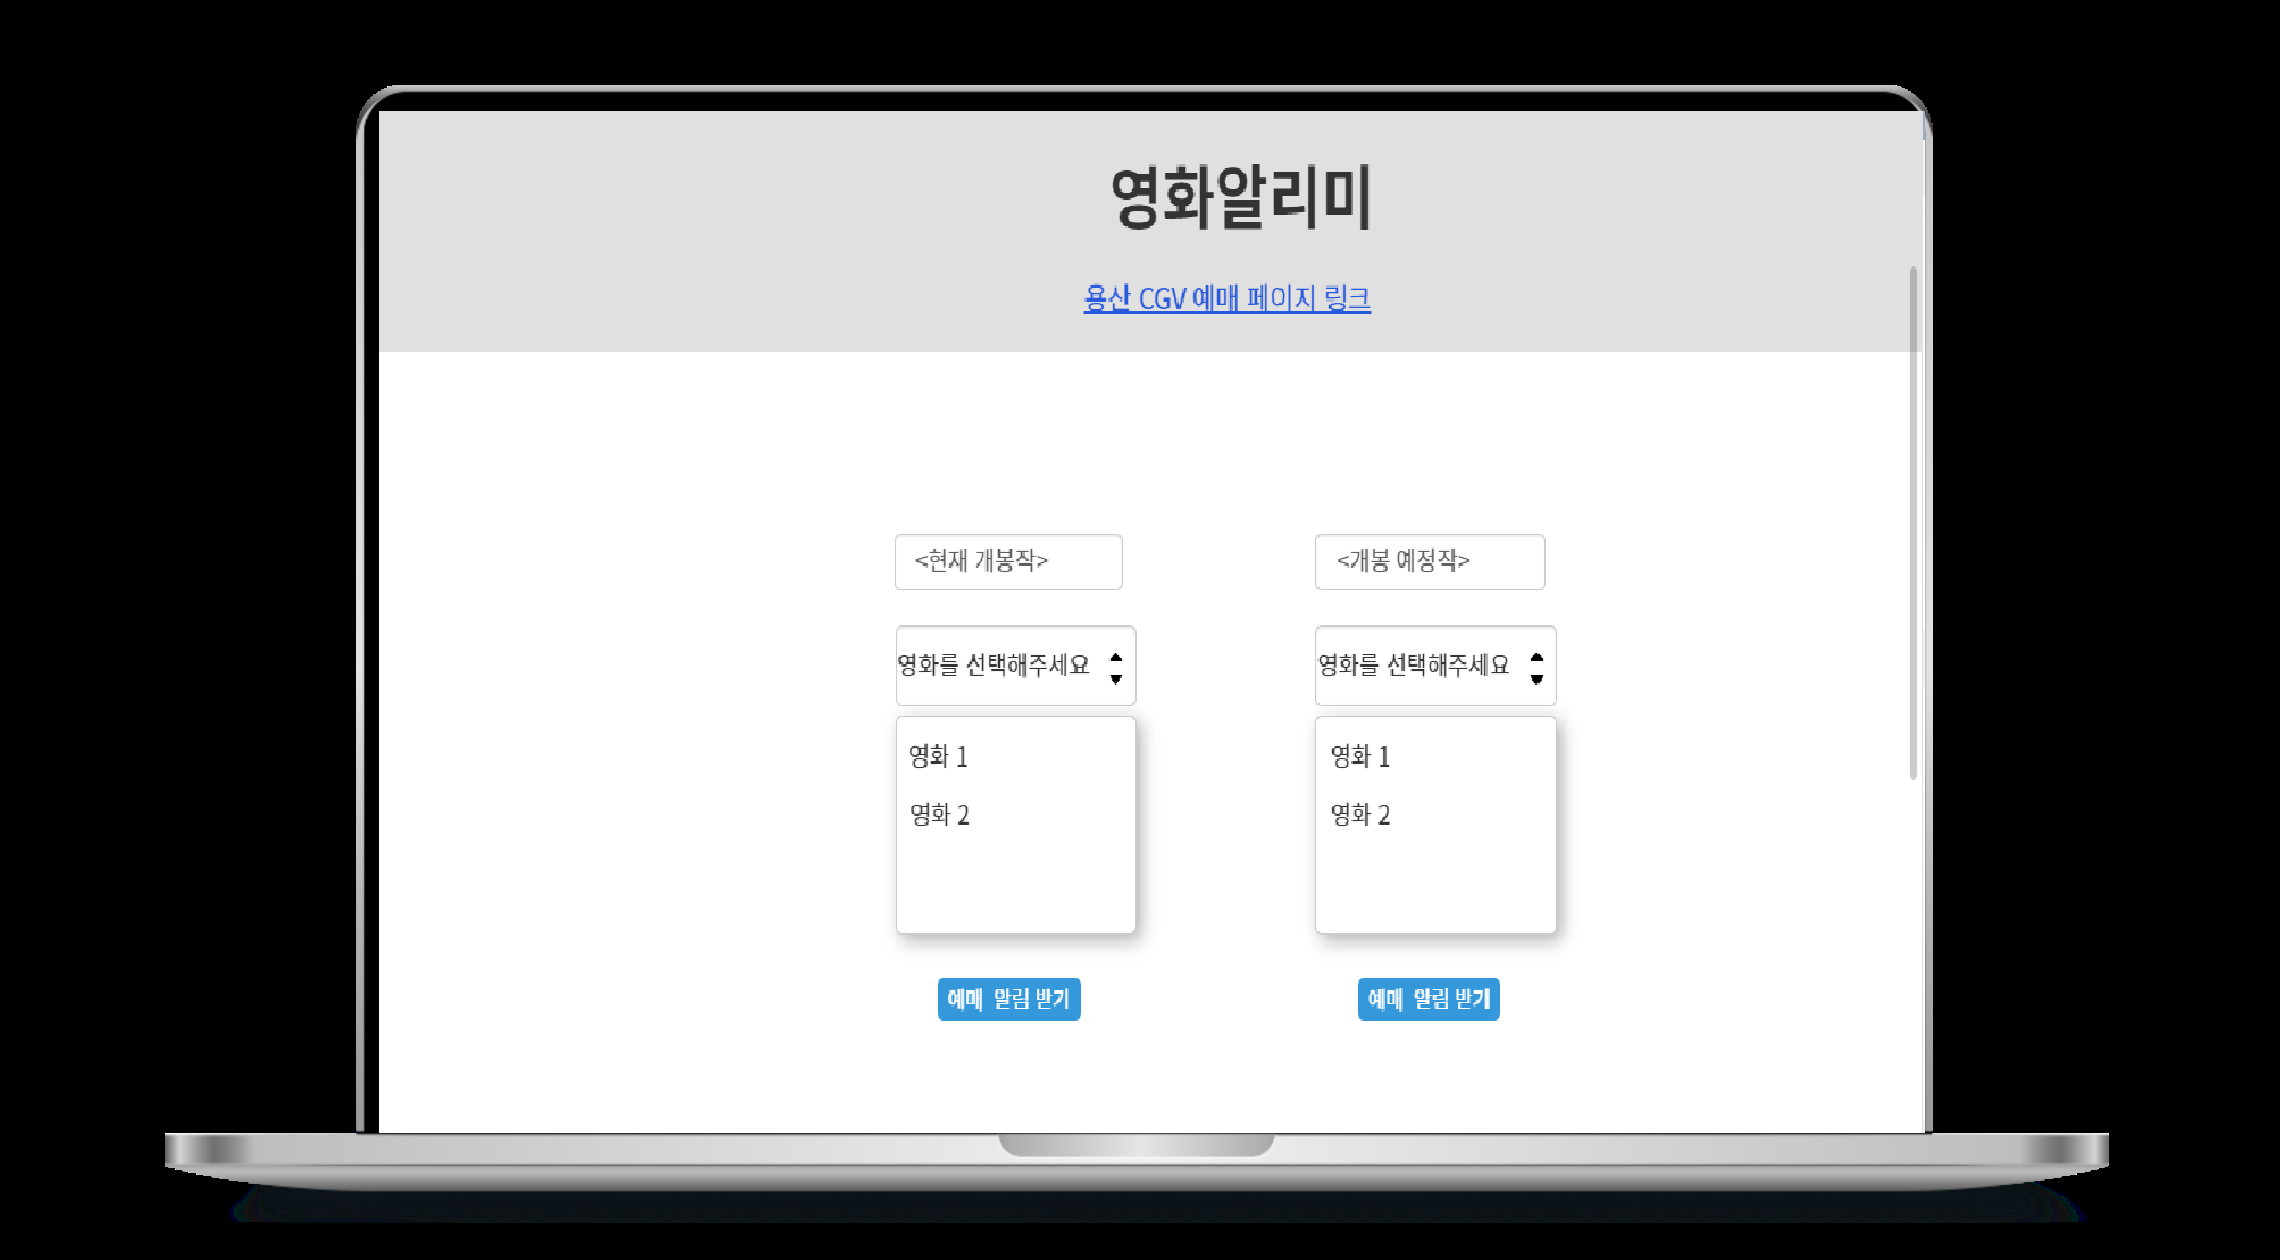 영화알리미
용산 CGV 예매 페이지 링크
<현재 개봉작>
영화를 선택해주세요
영화 1
영화 2
예매 알림 받기
<개봉 예정작>
영화를 선택해주세요
영화 1
영화 2
예매 알림 받기